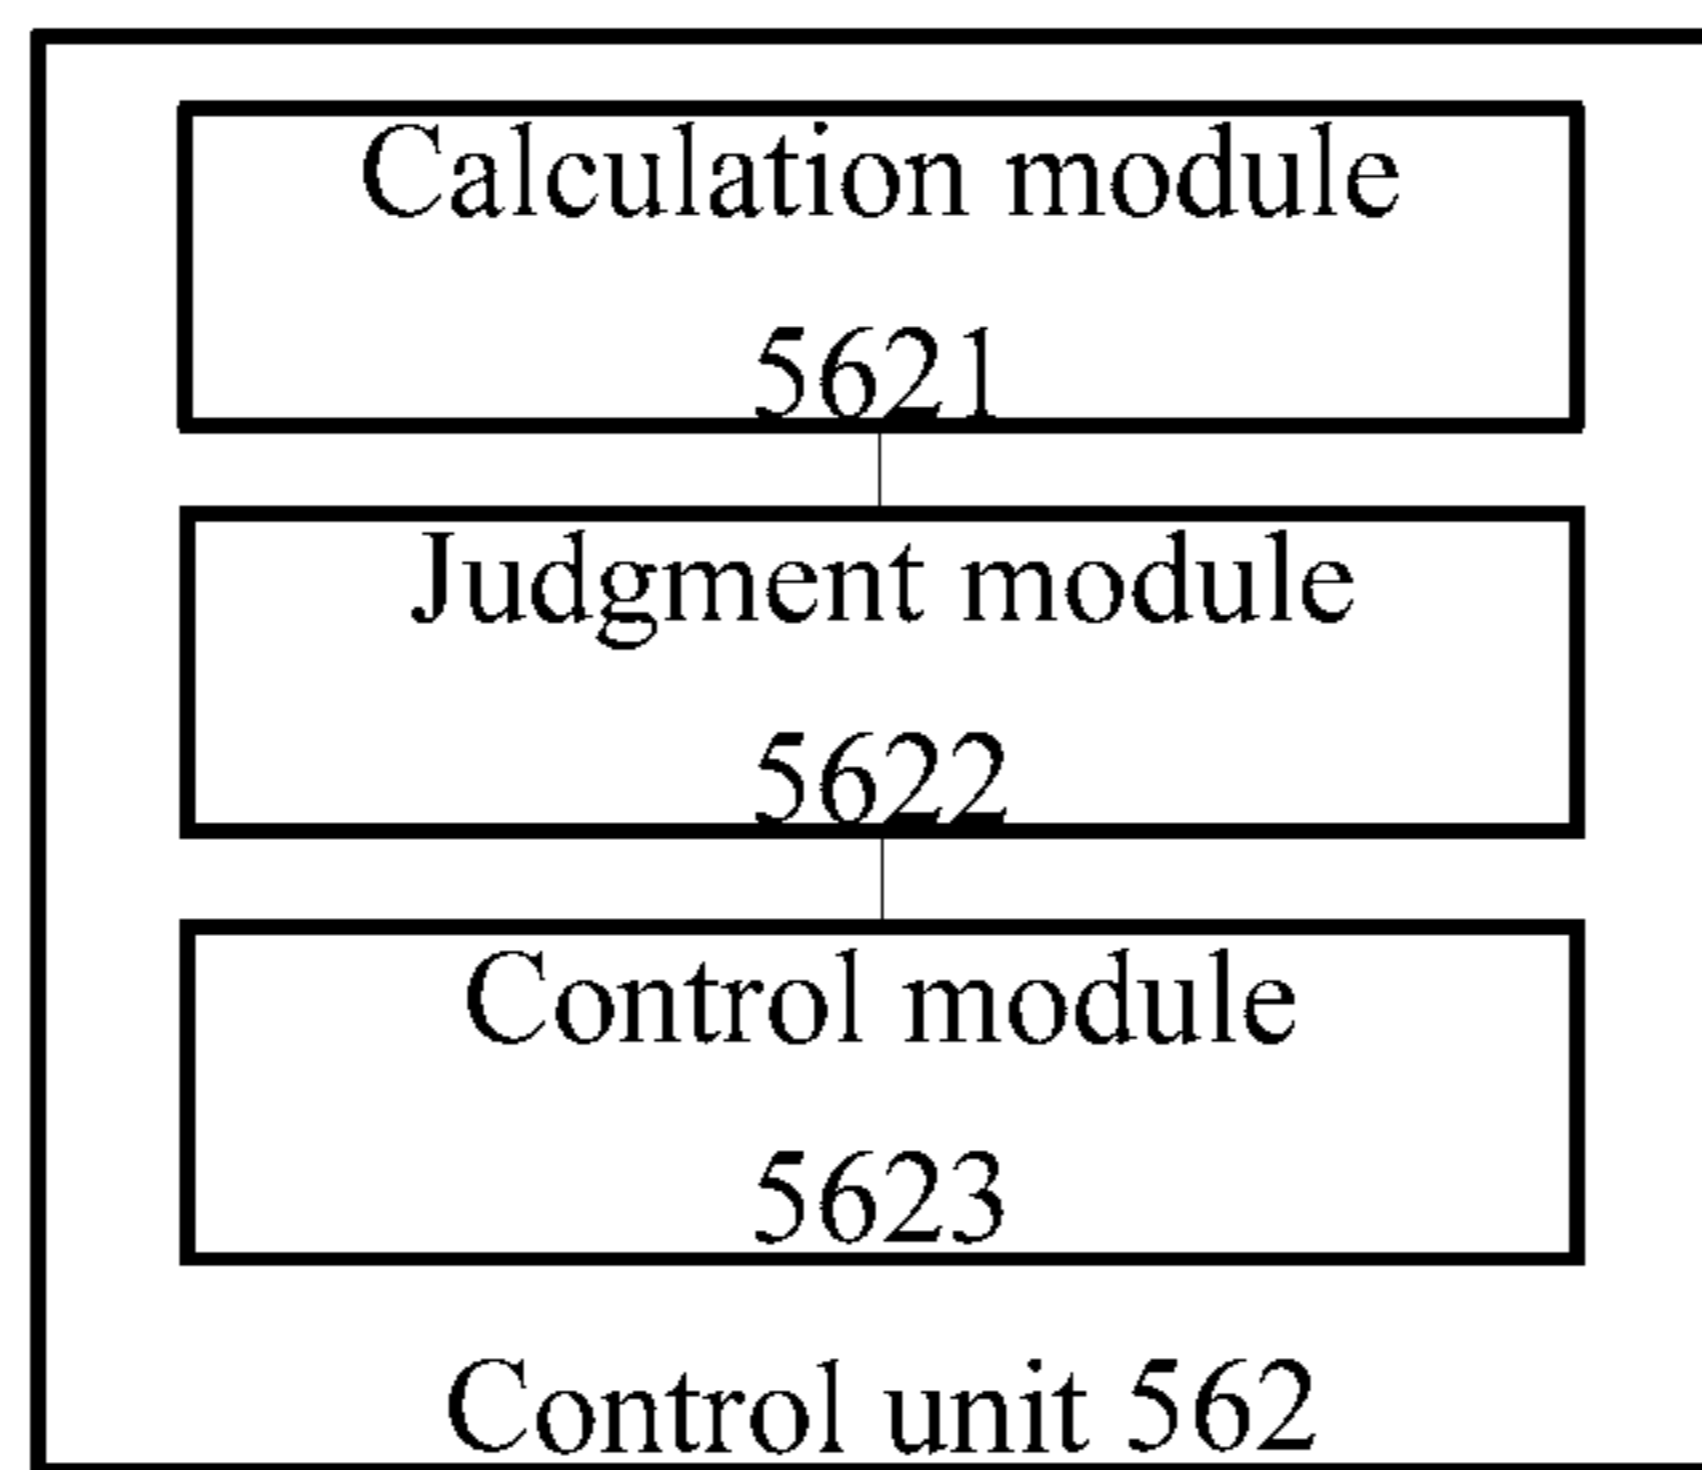 Calculation module
5621
Judgment module
5622
Control module
5623
Control unit 562